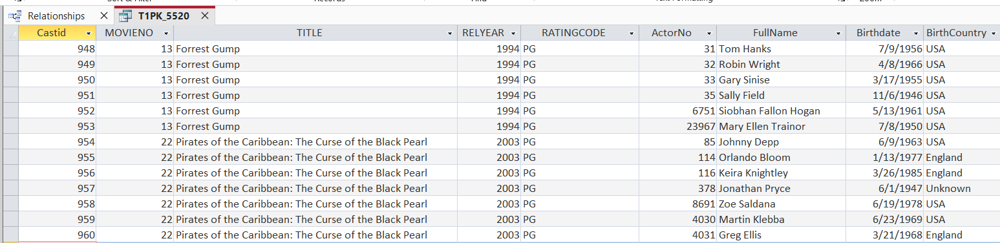 Relationships T1PK_5520
Castid MOVIENO TITLE RELYEAR RATINGCODE ActorNo FullName Birthdate BirthCountry
948 13 Forrest Gump 1994 PG 31 Tom Hanks 7/9/1956 USA
949 13 Forrest Gump 1994 PG 32 Robin Wright 4/8/1966 USA
950 13 Forrest Gump 1994 PG 33 Gary Sinise 3/17/1955 USA
951 13 Forrest Gump 1994 PG 35 Sally Field 11/6/1946 USA
952 13 Forrest Gump 1994 PG 6751 Siobhan Fallon Hogan 5/13/1961 USA
953 13 Forrest Gump 1994 PG 23967 Mary Ellen Trainor 7/8/1950 USA
954 22 Pirates of the Caribbean: The Curse of the Black Pearl 2003 PG 85 Johnny Depp 6/9/1963 USA
955 22 Pirates of the Caribbean: The Curse of the Black Pearl 2003 PG 114 Orlando Bloom 1/13/1977 England
956 22 Pirates of the Caribbean: The Curse of the Black Pearl 2003 PG 116 Keira Knightley 3/26/1985 England
957 22 Pirates of the Caribbean: The Curse of the Black Pearl 2003 PG 378 Jonathan Pryce 6/1/1947 Unknown
958 22 Pirates of the Caribbean: The Curse of the Black Pearl 2003 PG 8691 Zoe Saldana 6/19/1978 USA
959 22 Pirates of the Caribbean: The Curse of the Black Pearl 2003 PG 4030 Martin Klebba 6/23/1969 USA
960 22 Pirates of the Caribbean: The Curse of the Black Pearl 2003 PG 4031 Greg Ellis 3/21/1968 England